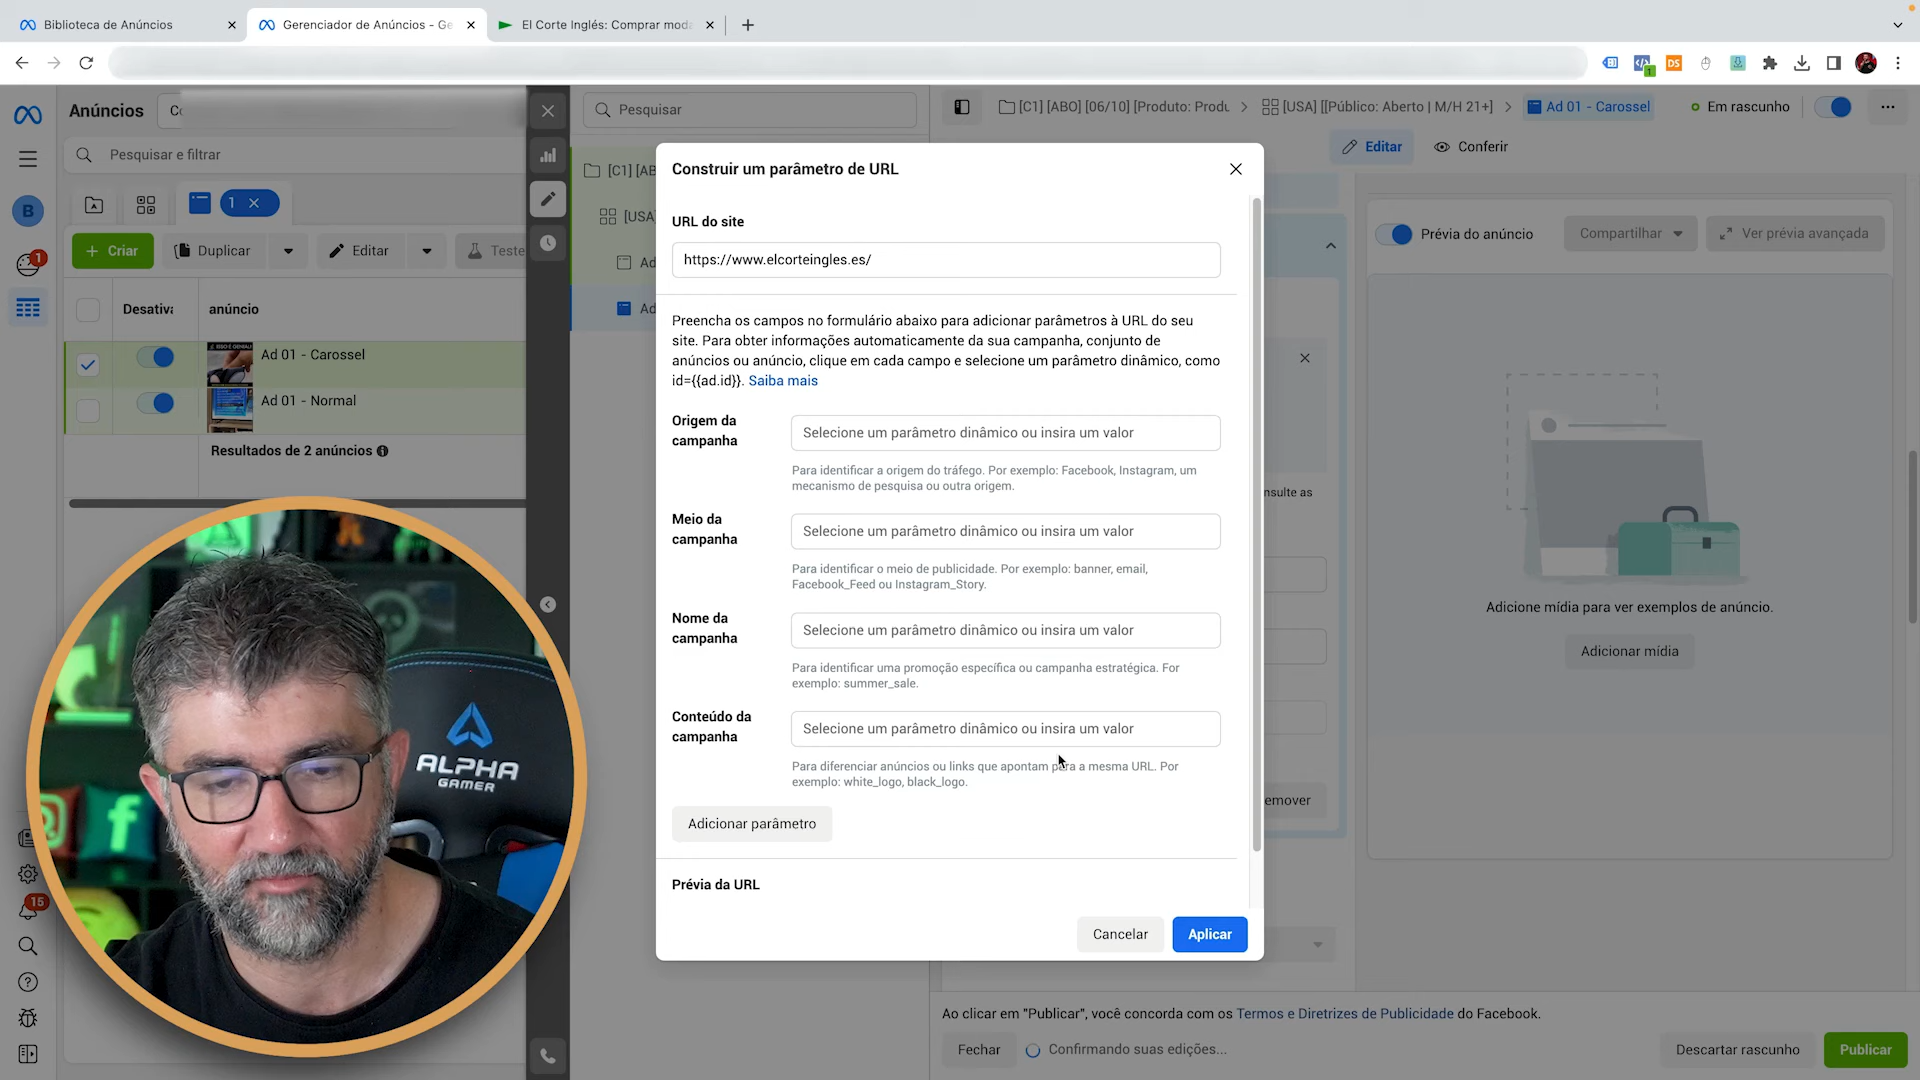 Biblioteca de Anúncios
Gerenciador de Anúncios - Ge
El Corte Inglés: Comprar moda
DS
1
Anúncios
Pesquisar
[C1] [ABO] [06/10] [Produto: Produ
[USA] [[Público: Aberto | M/H 21+]
Ad 01 - Carossel
Em rascunho
Pesquisar e filtrar
Editar
Conferir
Construir um parâmetro de URL
[C1] [AB
B
1
[USA
URL do site
https://www.elcorteingles.es/
Prévia do anúncio
Compartilhar
Ver prévia avançada
1
Criar
Duplicar
Editar
Teste
Ad
Desativ
anúncio
Ad
Preencha os campos no formulário abaixo para adicionar parâmetros à URL do seu
site. Para obter informações automaticamente da sua campanha, conjunto de
anúncios ou anúncio, clique em cada campo e selecione um parâmetro dinâmico, como
id={{ad.id}}. Saiba mais
Ad 01 - Carossel
Ad 01 - Normal
Resultados de 2 anúncios
Origem da
campanha
Selecione um parâmetro dinâmico ou insira um valor
Para identificar a origem do tráfego. Por exemplo: Facebook, Instagram, um
mecanismo de pesquisa ou outra origem.
nsulte as
Meio da
campanha
Selecione um parâmetro dinâmico ou insira um valor
Para identificar o meio de publicidade. Por exemplo: banner, email,
Facebook_Feed ou Instagram_Story.
Nome da
campanha
Selecione um parâmetro dinâmico ou insira um valor
Para identificar uma promoção específica ou campanha estratégica. For
exemplo: summer_sale.
Adicione mídia para ver exemplos de anúncio.
Adicionar mídia
Conteúdo da
campanha
Selecione um parâmetro dinâmico ou insira um valor
Para diferenciar anúncios ou links que apontam para a mesma URL. Por
exemplo: white_logo, black_logo.
emover
Adicionar parâmetro
Prévia da URL
Cancelar
Aplicar
ALPHA
GAMER
15
Ao clicar em "Publicar", você concorda com os Termos e Diretrizes de Publicidade do Facebook.
Fechar
Confirmando suas edições...
Descartar rascunho
Publicar